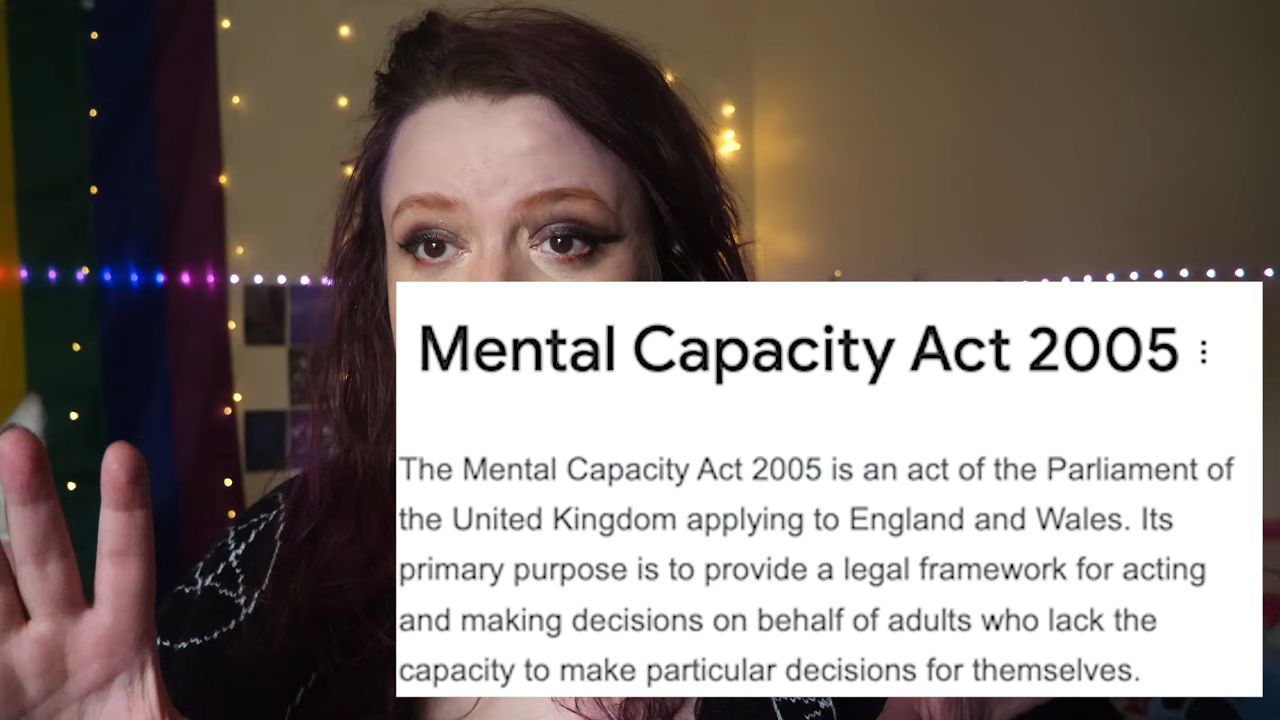 Mental Capacity Act 2005
The Mental Capacity Act 2005 is an act of the Parliament of
the United Kingdom applying to England and Wales. Its
primary purpose is to provide a legal framework for acting
and making decisions on behalf of adults who lack the
capacity to make particular decisions for themselves.